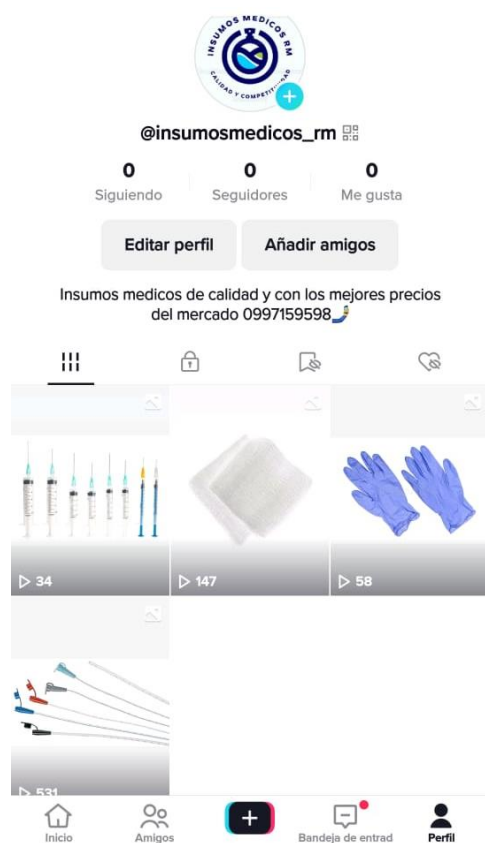 INSUMOS MEDICOS RM
CALIDAD Y COMPETITIVIDAD
@insumosmedicos_rm
0
0
0
Siguiendo
Seguidores
Me gusta
Editar perfil
Añadir amigos
Insumos medicos de calidad y con los mejores precios
del mercado 0997159598
34
147
58
531
Inicio
Amigos
Bandeja de entrad
Perfil